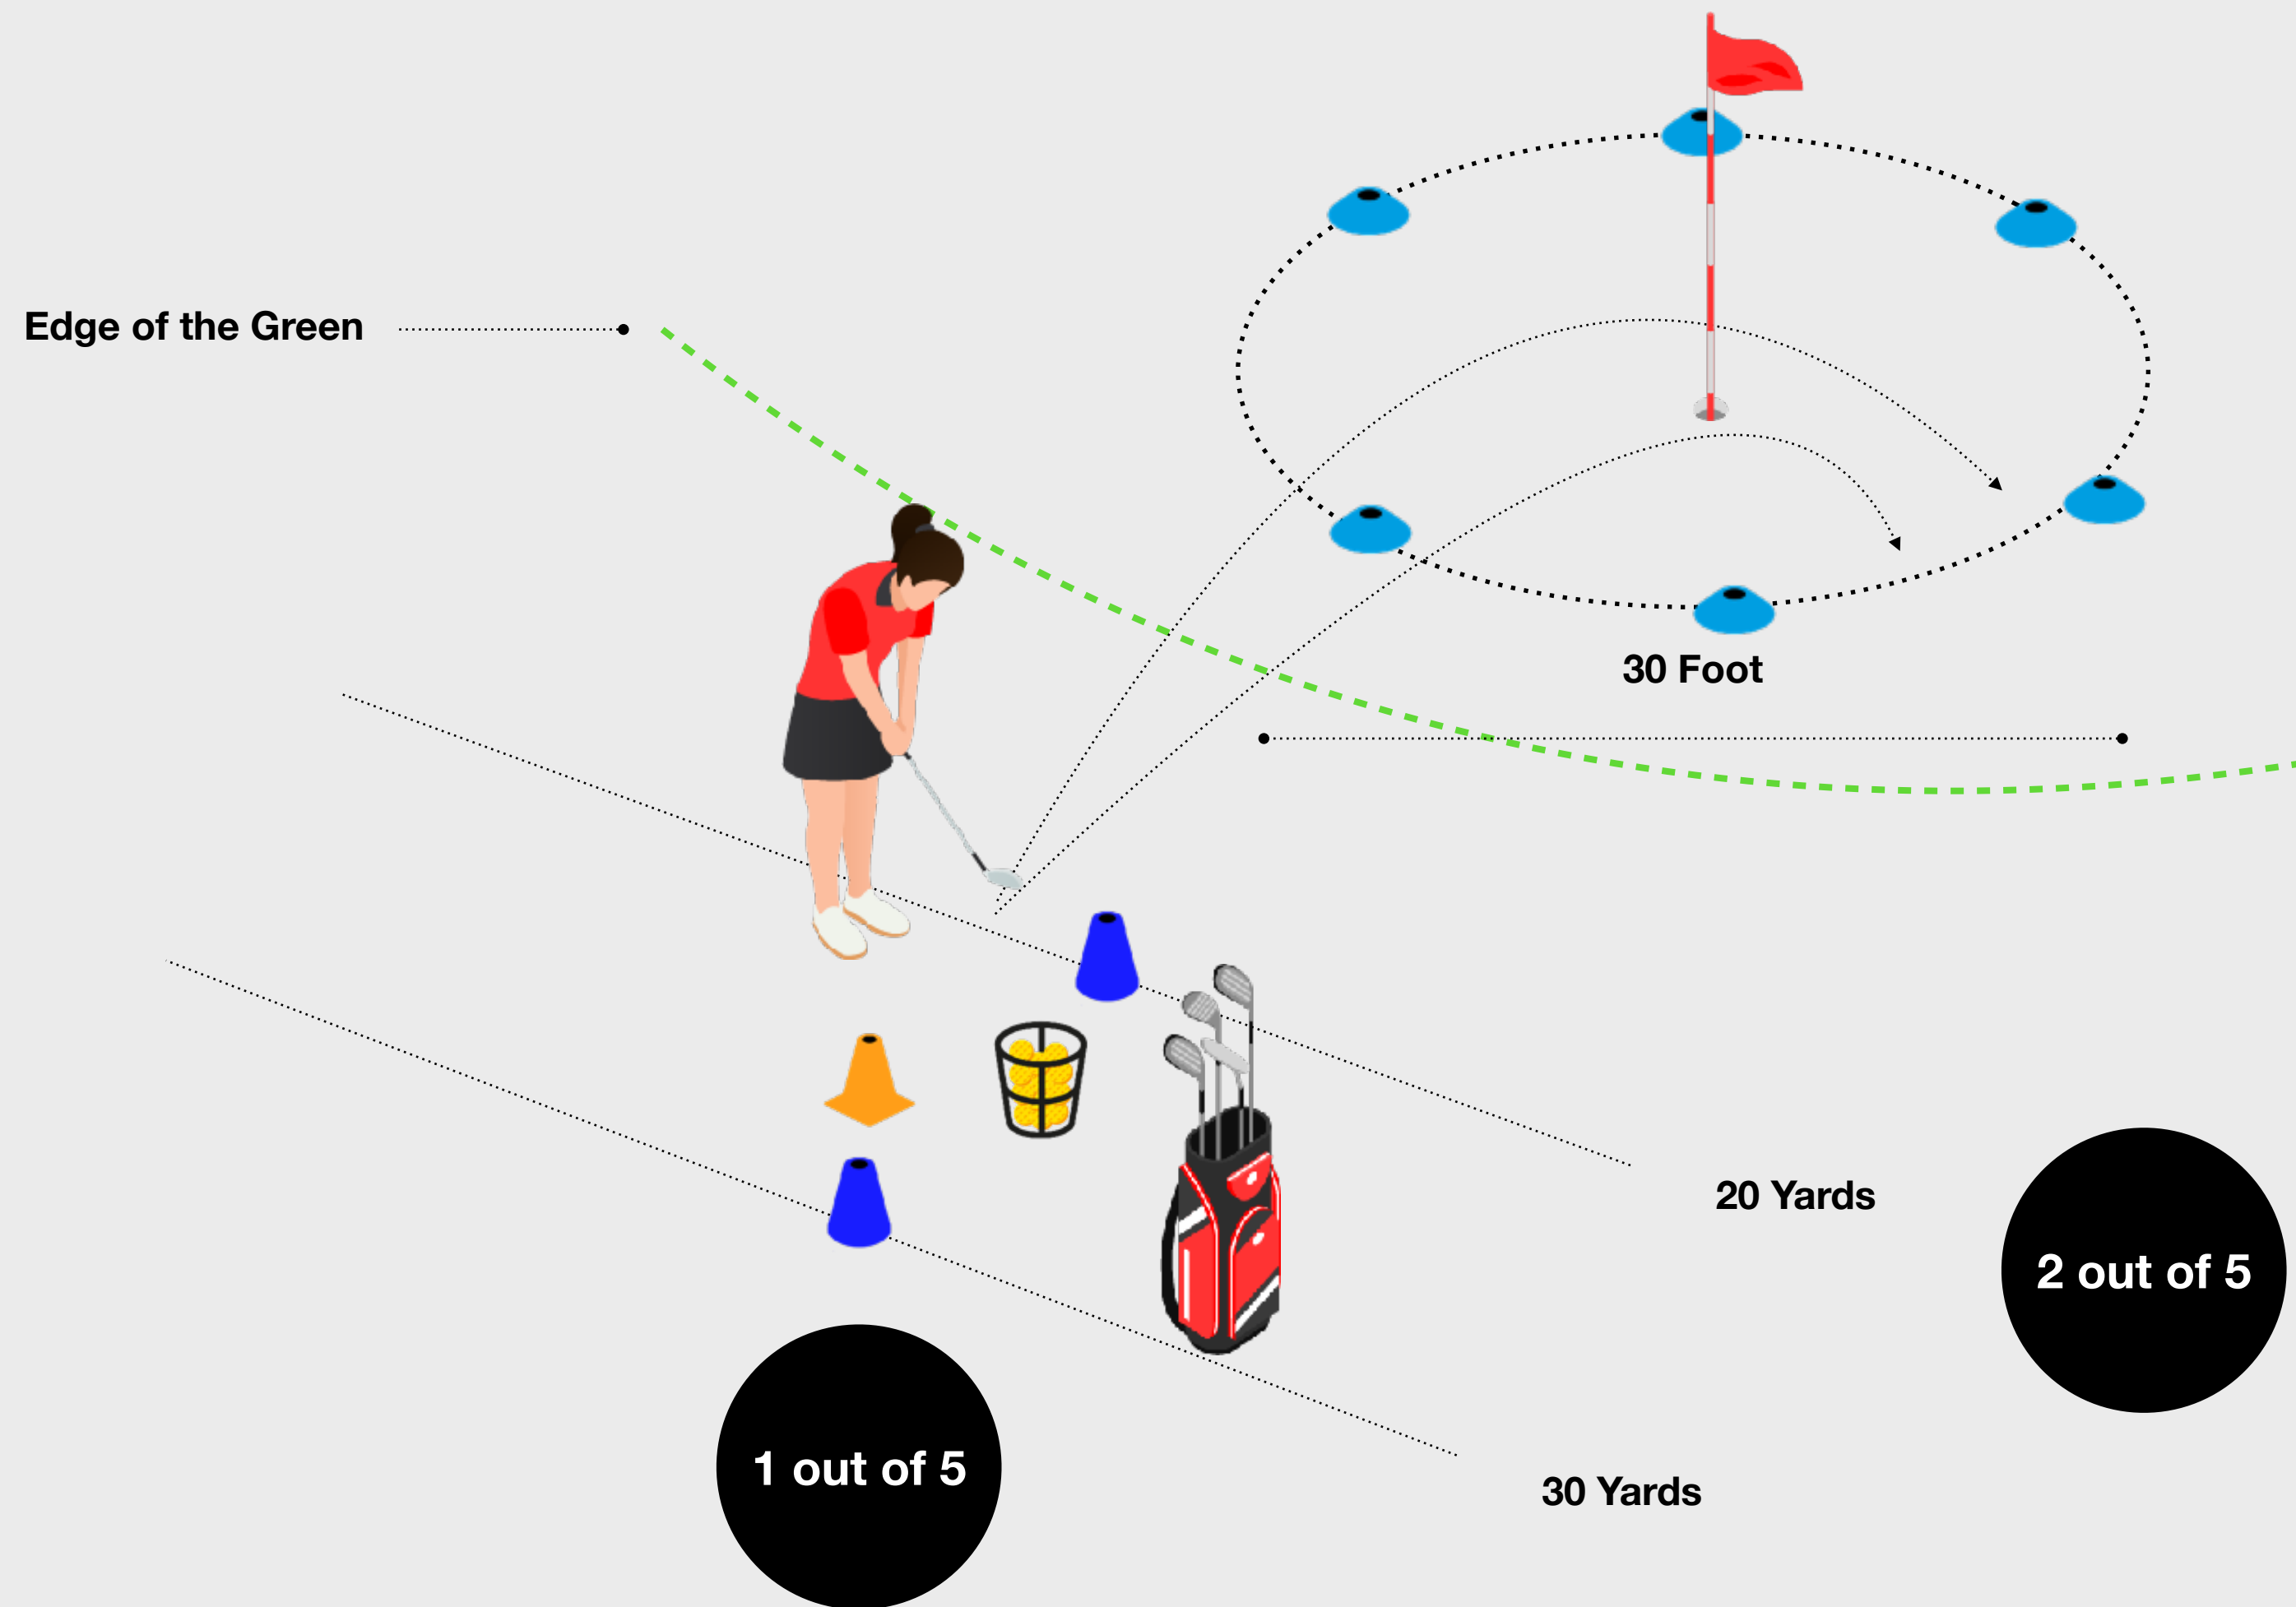 Edge of the Green
30 Foot
20 Yards
2 out of 5
1 out of 5
30 Yards